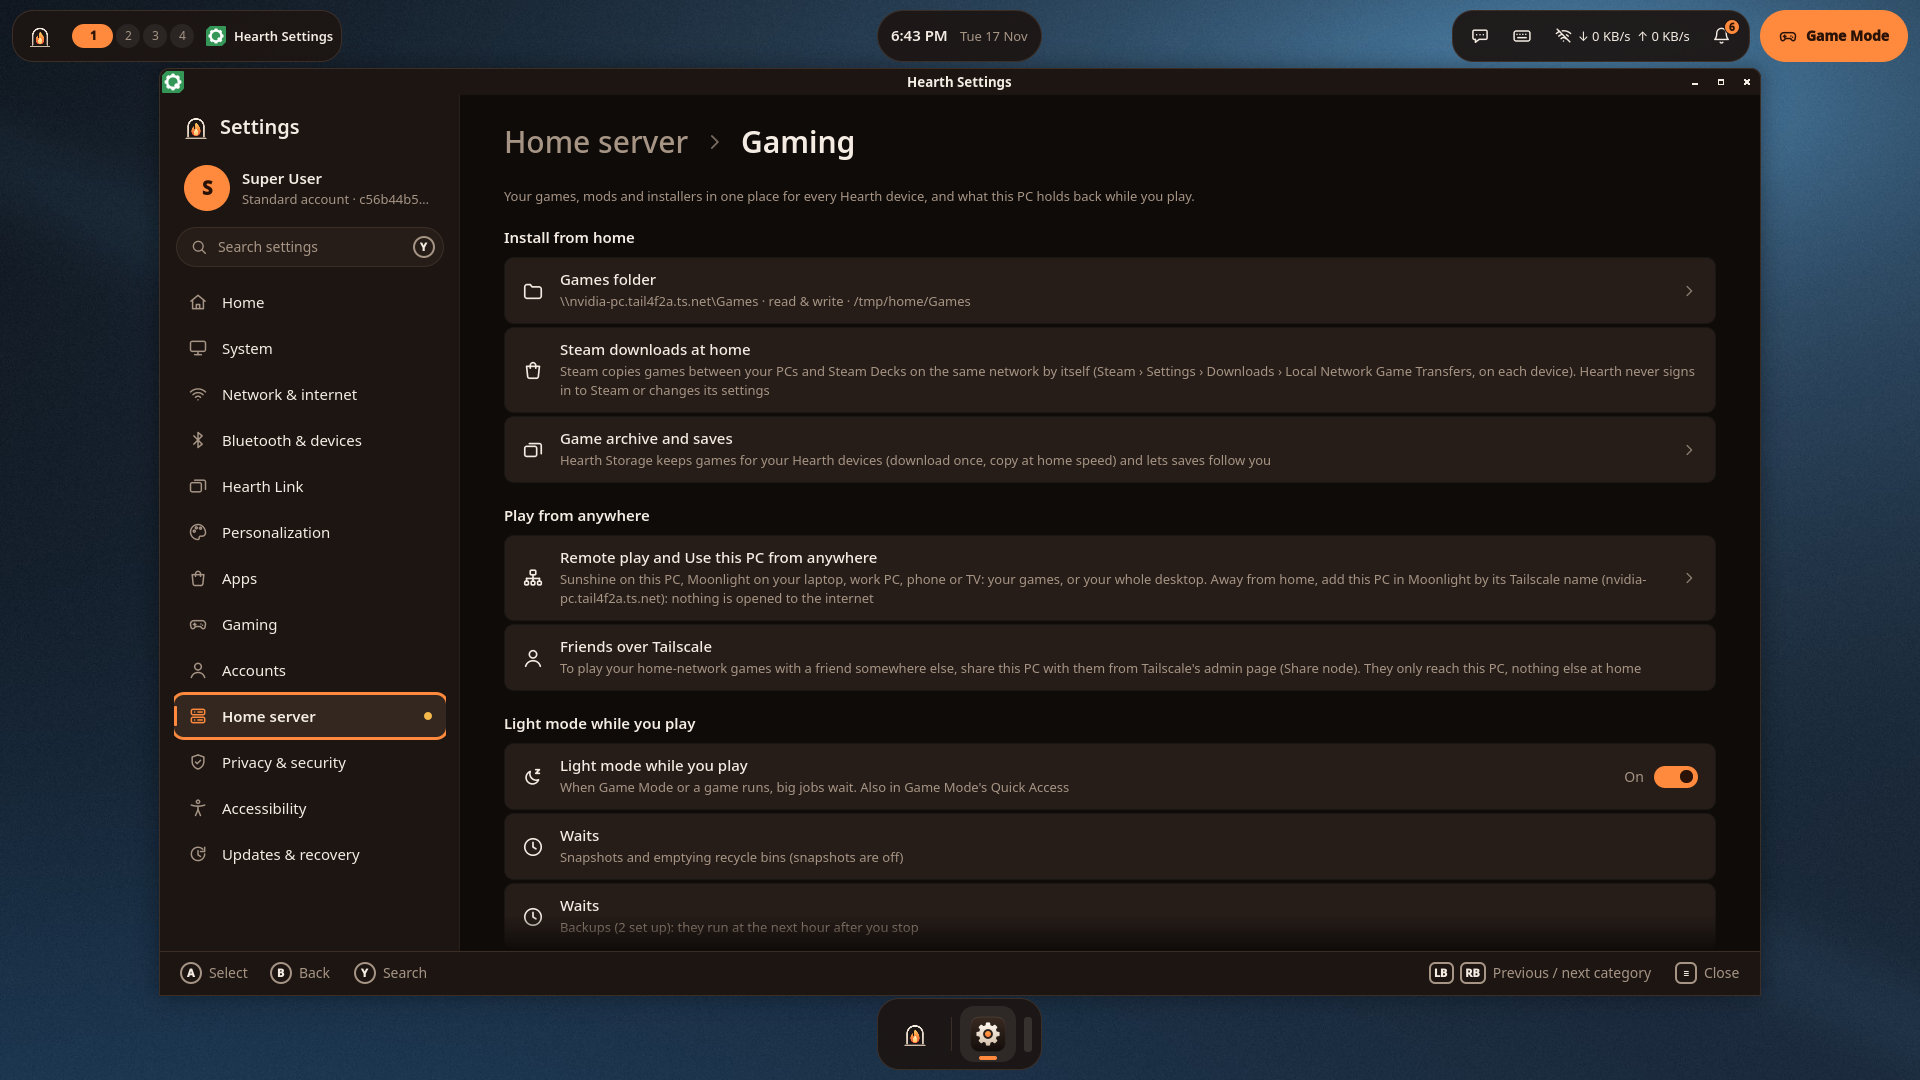 1 2 3 4 Hearth Settings
6:43 PM Tue 17 Nov
↓ 0 KB/s ↑ 0 KB/s
6
Game Mode
Hearth Settings
Settings
S
Super User
Standard account · c56b44b5...
Search settings Y
Home
System
Network & internet
Bluetooth & devices
Hearth Link
Personalization
Apps
Gaming
Accounts
Home server
Privacy & security
Accessibility
Updates & recovery
Home server › Gaming
Your games, mods and installers in one place for every Hearth device, and what this PC holds back while you play.
Install from home
Games folder
\\nvidia-pc.tail4f2a.ts.net\Games · read & write · /tmp/home/Games
Steam downloads at home
Steam copies games between your PCs and Steam Decks on the same network by itself (Steam › Settings › Downloads › Local Network Game Transfers, on each device). Hearth never signs
in to Steam or changes its settings
Game archive and saves
Hearth Storage keeps games for your Hearth devices (download once, copy at home speed) and lets saves follow you
Play from anywhere
Remote play and Use this PC from anywhere
Sunshine on this PC, Moonlight on your laptop, work PC, phone or TV: your games, or your whole desktop. Away from home, add this PC in Moonlight by its Tailscale name (nvidia-
pc.tail4f2a.ts.net): nothing is opened to the internet
Friends over Tailscale
To play your home-network games with a friend somewhere else, share this PC with them from Tailscale's admin page (Share node). They only reach this PC, nothing else at home
Light mode while you play
Light mode while you play
When Game Mode or a game runs, big jobs wait. Also in Game Mode's Quick Access
On
Waits
Snapshots and emptying recycle bins (snapshots are off)
Waits
Backups (2 set up): they run at the next hour after you stop
A Select B Back Y Search
LB RB Previous / next category ≡ Close